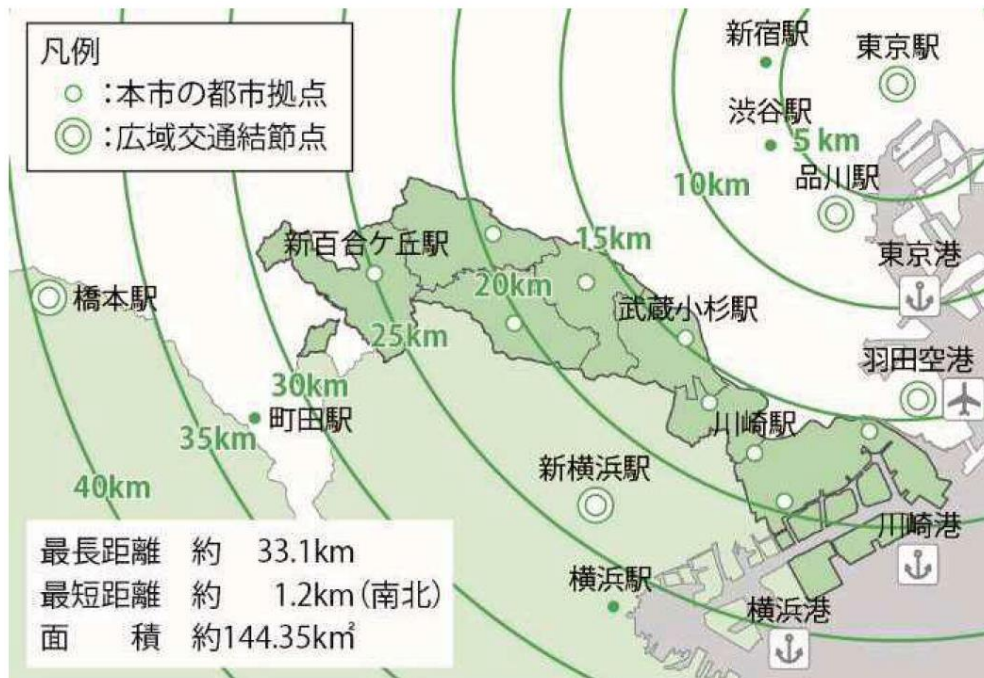 凡例
：本市の都市拠点
：広域交通結節点
新宿駅
東京駅
渋谷駅
5 km
10km
品川駅
東京港
15km
新百合ケ丘駅
20km
武蔵小杉駅
橋本駅
25km
羽田空港
30km
町田駅
川崎駅
35km
新横浜駅
40km
川崎港
横浜駅
横浜港
最長距離 約 33.1km
最短距離 約 1.2km（南北）
面 積 約144.35k㎡